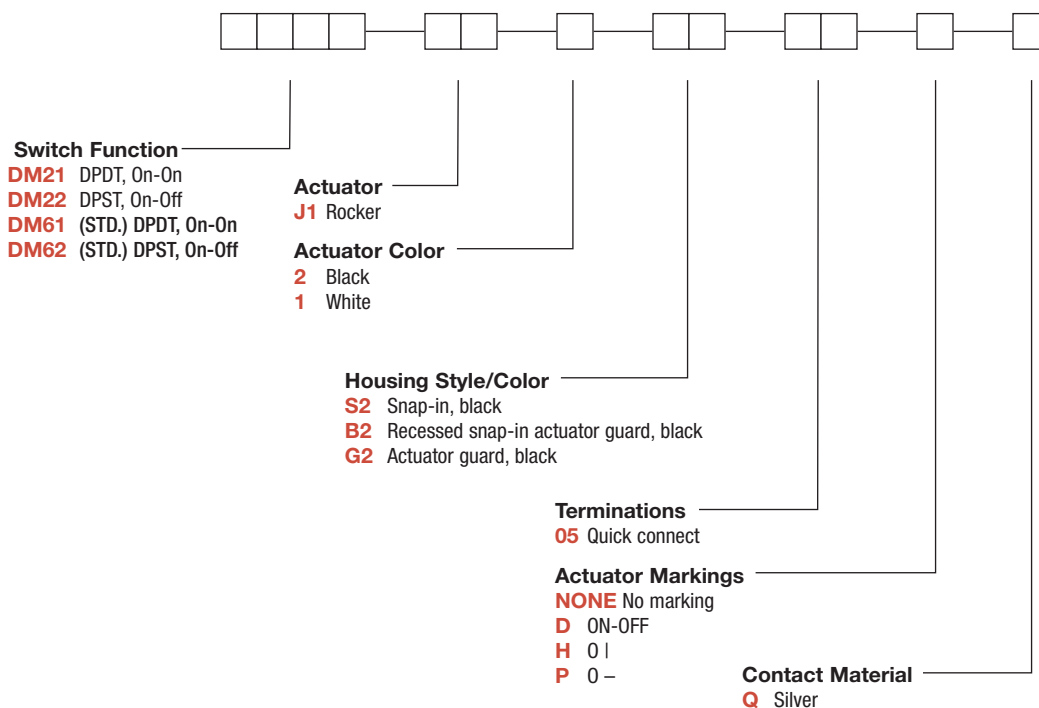 Switch Function
DM21 DPDT, On-On
DM22 DPST, On-Off
DM61 (STD.) DPDT, On-On
DM62 (STD.) DPST, On-Off
Actuator
J1 Rocker
Actuator Color
2 Black
1 White
Housing Style/Color
S2 Snap-in, black
B2 Recessed snap-in actuator guard, black
G2 Actuator guard, black
Terminations
05 Quick connect
Actuator Markings
NONE No marking
D ON-OFF
H O |
P O –
Contact Material
Q Silver